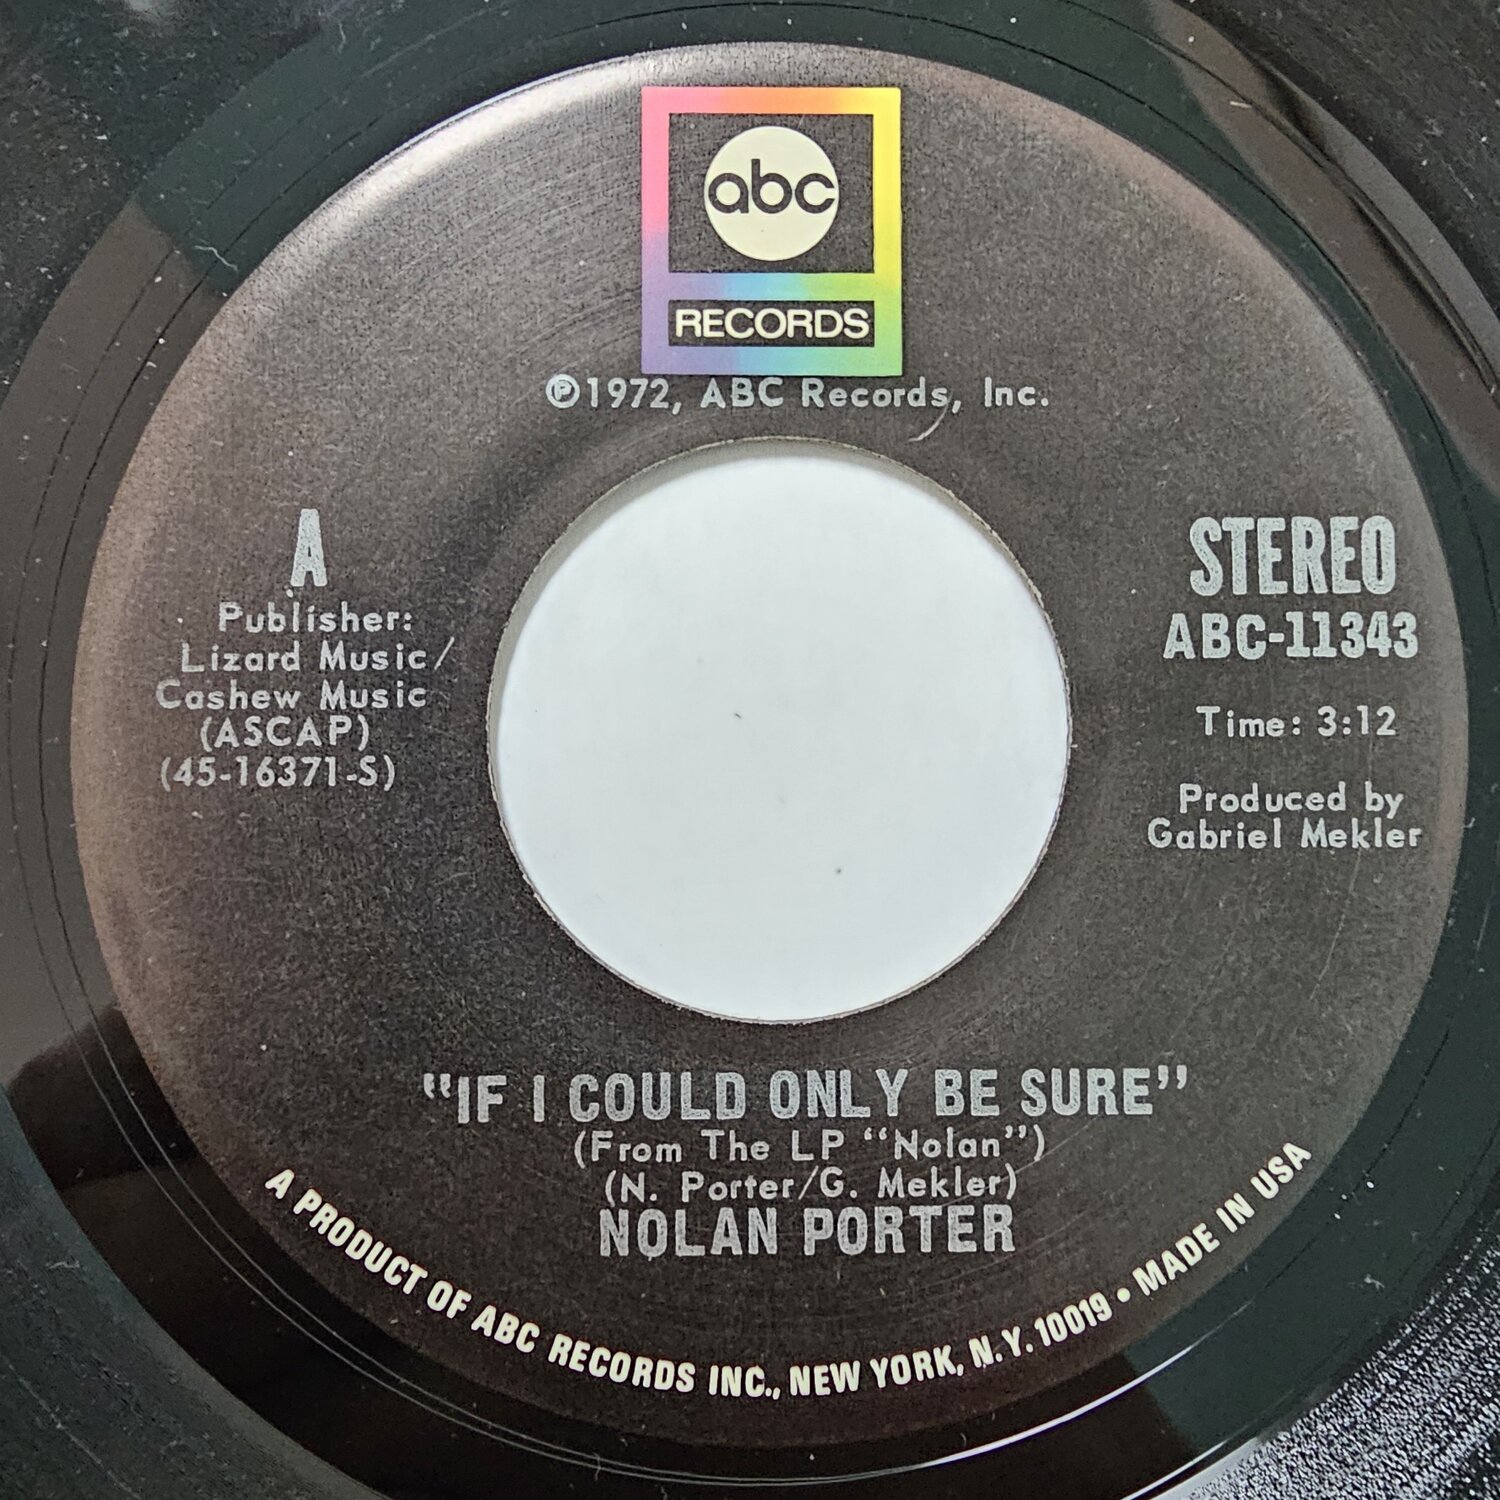 abc
RECORDS
Ⓟ1972, ABC Records, Inc.
A
Publisher:
Lizard Music/
Cashew Music
(ASCAP)
(45-16371-S)
STEREO
ABC-11343
Time: 3:12
Produced by
Gabriel Mekler
"IF I COULD ONLY BE SURE"
(From The LP "Nolan")
(N. Porter/G. Mekler)
NOLAN PORTER
A PRODUCT OF ABC RECORDS INC., NEW YORK, N.Y. 10019 • MADE IN USA